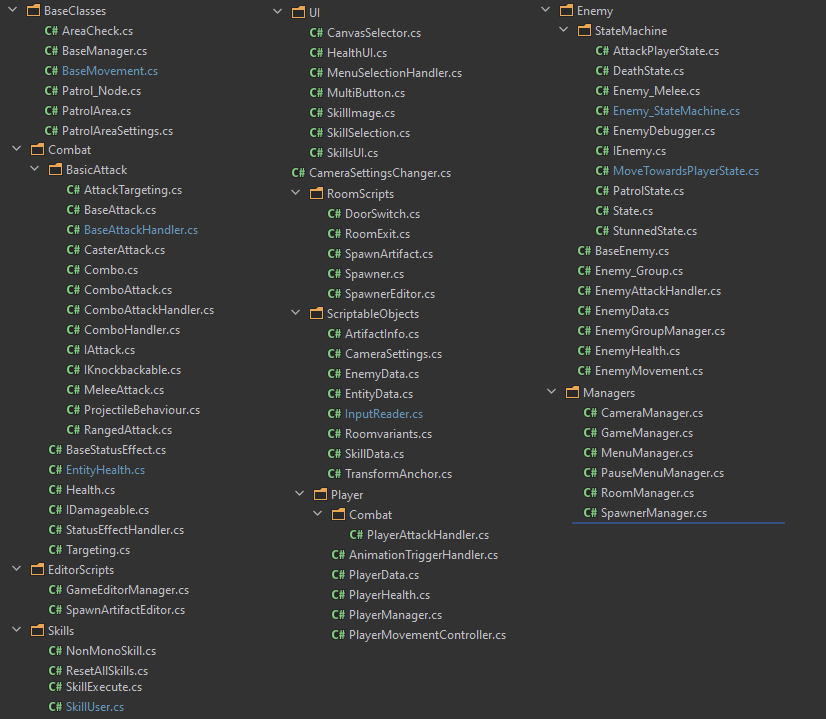 BaseClasses
C# AreaCheck.cs
C# BaseManager.cs
C# BaseMovement.cs
C# Patrol_Node.cs
C# PatrolArea.cs
C# PatrolAreaSettings.cs
Combat
BasicAttack
C# AttackTargeting.cs
C# BaseAttack.cs
C# BaseAttackHandler.cs
C# CasterAttack.cs
C# Combo.cs
C# ComboAttack.cs
C# ComboAttackHandler.cs
C# ComboHandler.cs
C# IAttack.cs
C# IKnockbackable.cs
C# MeleeAttack.cs
C# ProjectileBehaviour.cs
C# RangedAttack.cs
C# BaseStatusEffect.cs
C# EntityHealth.cs
C# Health.cs
C# IDamageable.cs
C# StatusEffectHandler.cs
C# Targeting.cs
EditorScripts
C# GameEditorManager.cs
C# SpawnArtifactEditor.cs
Skills
C# NonMonoSkill.cs
C# ResetAllSkills.cs
C# SkillExecute.cs
C# SkillUser.cs
UI
C# CanvasSelector.cs
C# HealthUI.cs
C# MenuSelectionHandler.cs
C# MultiButton.cs
C# SkillImage.cs
C# SkillSelection.cs
C# SkillsUI.cs
C# CameraSettingsChanger.cs
RoomScripts
C# DoorSwitch.cs
C# RoomExit.cs
C# SpawnArtifact.cs
C# Spawner.cs
C# SpawnerEditor.cs
ScriptableObjects
C# ArtifactInfo.cs
C# CameraSettings.cs
C# EnemyData.cs
C# EntityData.cs
C# InputReader.cs
C# Roomvariants.cs
C# SkillData.cs
C# TransformAnchor.cs
Player
Combat
C# PlayerAttackHandler.cs
C# AnimationTriggerHandler.cs
C# PlayerData.cs
C# PlayerHealth.cs
C# PlayerManager.cs
C# PlayerMovementController.cs
Enemy
StateMachine
C# AttackPlayerState.cs
C# DeathState.cs
C# Enemy_Melee.cs
C# Enemy_StateMachine.cs
C# EnemyDebugger.cs
C# IEnemy.cs
C# MoveTowardsPlayerState.cs
C# PatrolState.cs
C# State.cs
C# StunnedState.cs
C# BaseEnemy.cs
C# Enemy_Group.cs
C# EnemyAttackHandler.cs
C# EnemyData.cs
C# EnemyGroupManager.cs
C# EnemyHealth.cs
C# EnemyMovement.cs
Managers
C# CameraManager.cs
C# GameManager.cs
C# MenuManager.cs
C# PauseMenuManager.cs
C# RoomManager.cs
C# SpawnerManager.cs